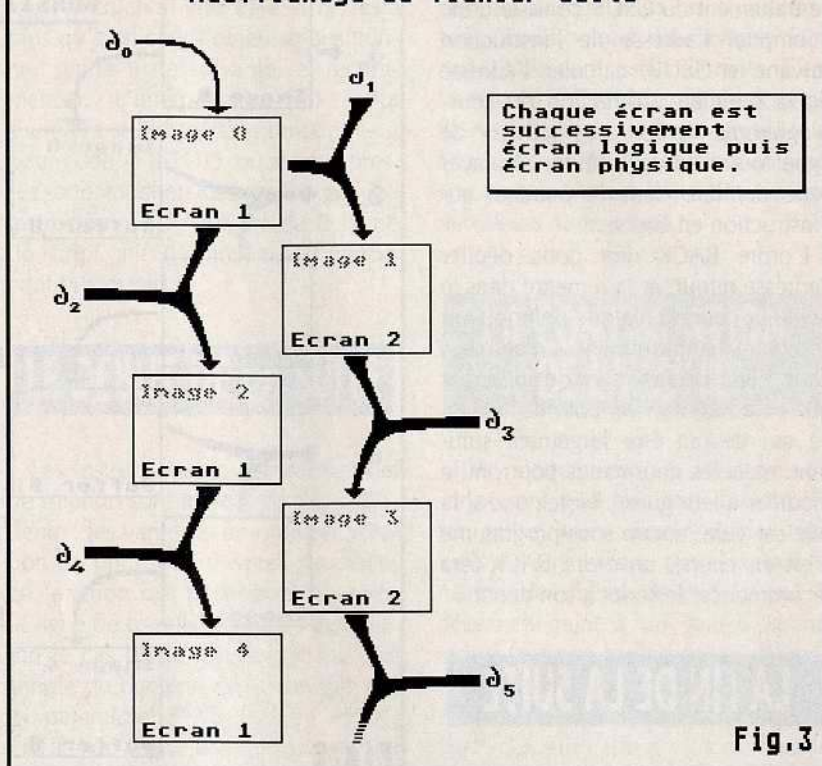 ∂₀
d₁
Image 0
Ecran 1
Chaque écran est
successivement
écran logique puis
écran physique.
Image 1
Ecran 2
∂₂
Image 2
Ecran 1
∂₃
Image 3
Ecran 2
∂₄
Image 4
Ecran 1
∂₅
Fig.3